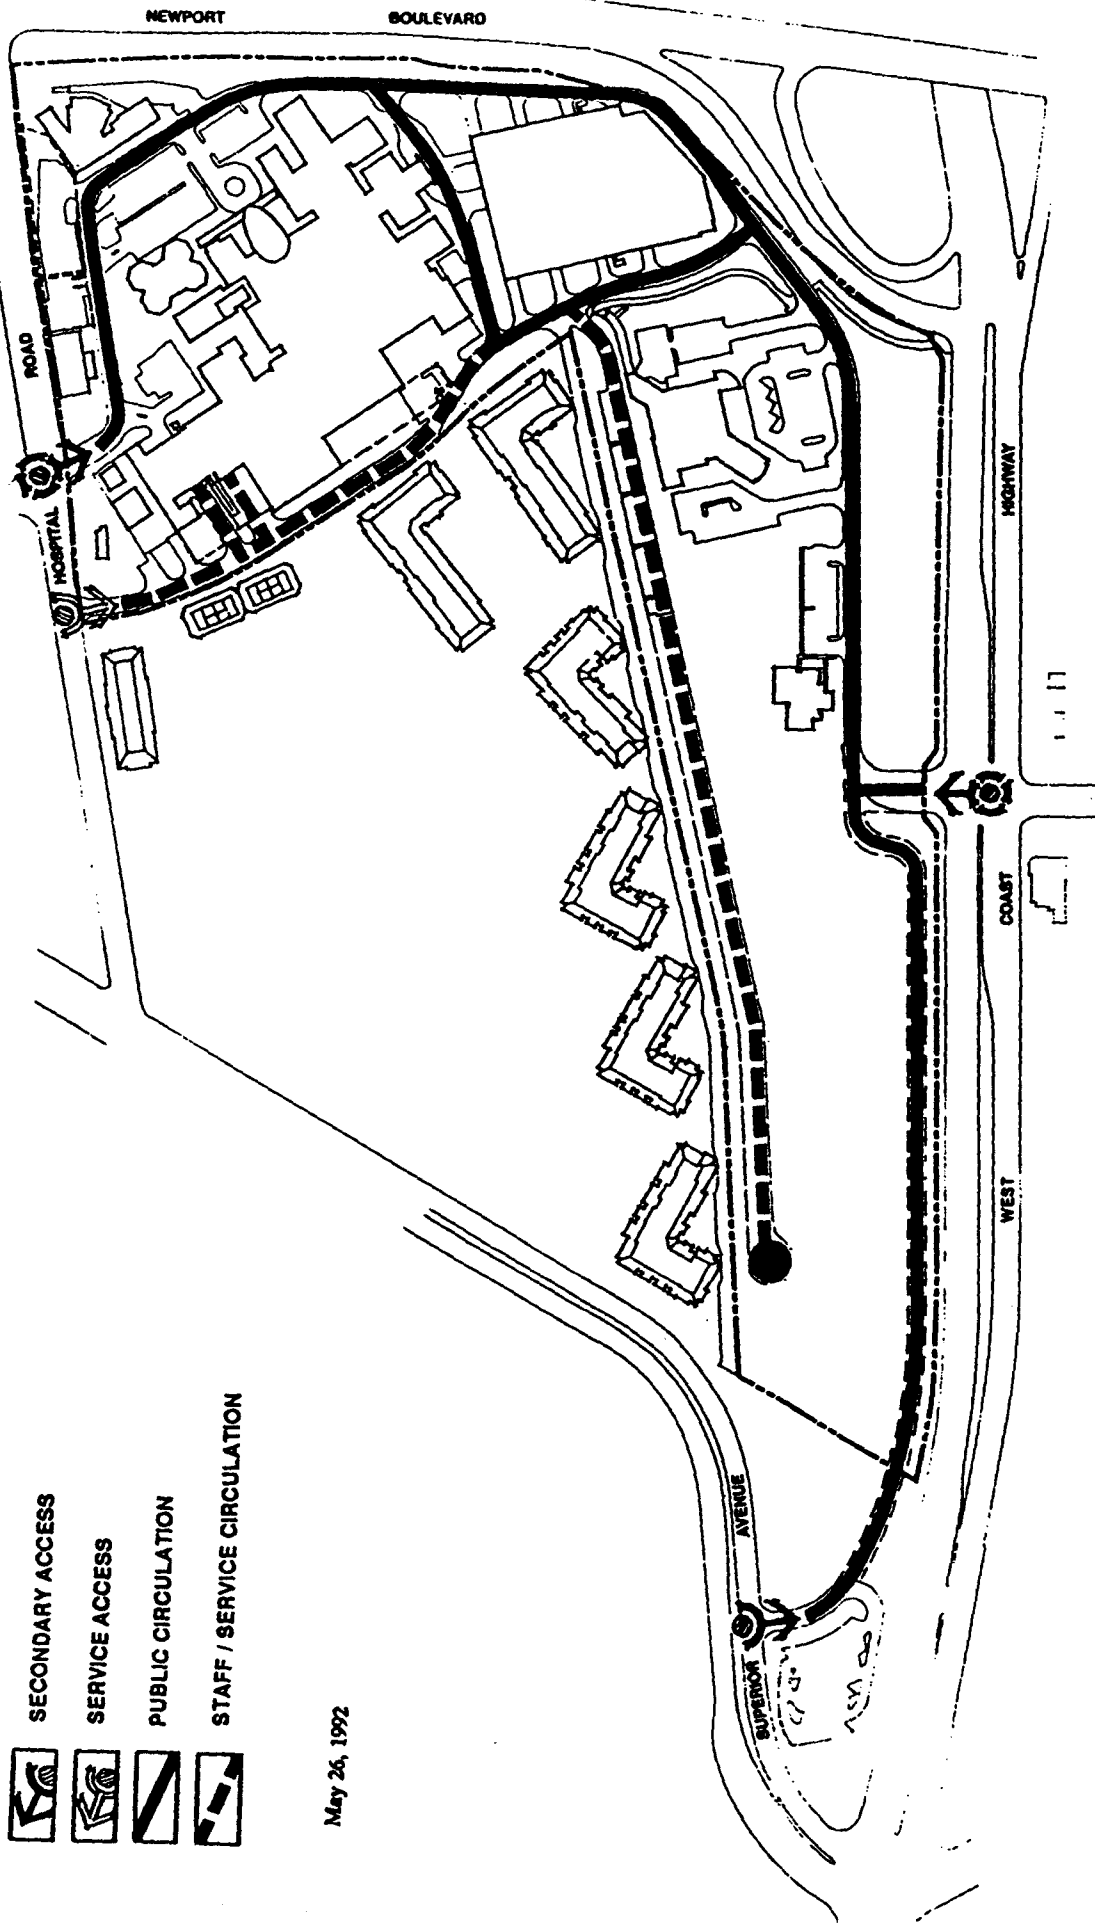 NEWPORT BOULEVARD
HOSPITAL ROAD
WEST COAST HIGHWAY
SUPERIOR AVENUE
SECONDARY ACCESS
SERVICE ACCESS
PUBLIC CIRCULATION
STAFF / SERVICE CIRCULATION
May 26, 1992